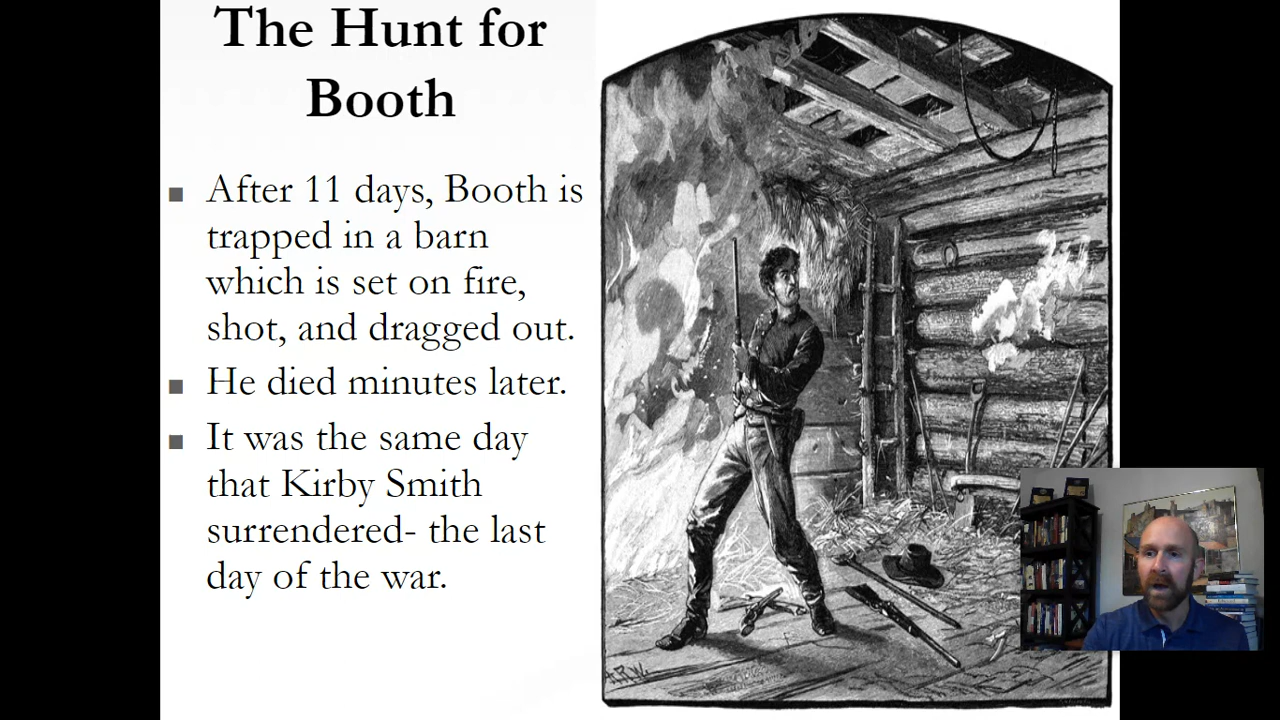 The Hunt for
Booth
■ After 11 days, Booth is
trapped in a barn
which is set on fire,
shot, and dragged out.
■ He died minutes later.
■ It was the same day
that Kirby Smith
surrendered- the last
day of the war.